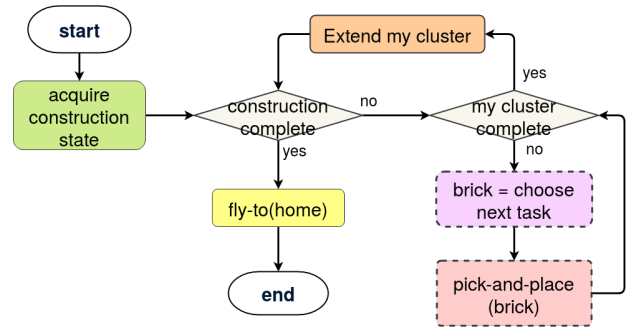 start
Extend my cluster
acquire
construction
state
construction
complete
no
my cluster
complete
yes
yes
no
brick = choose
next task
fly-to(home)
pick-and-place
(brick)
end